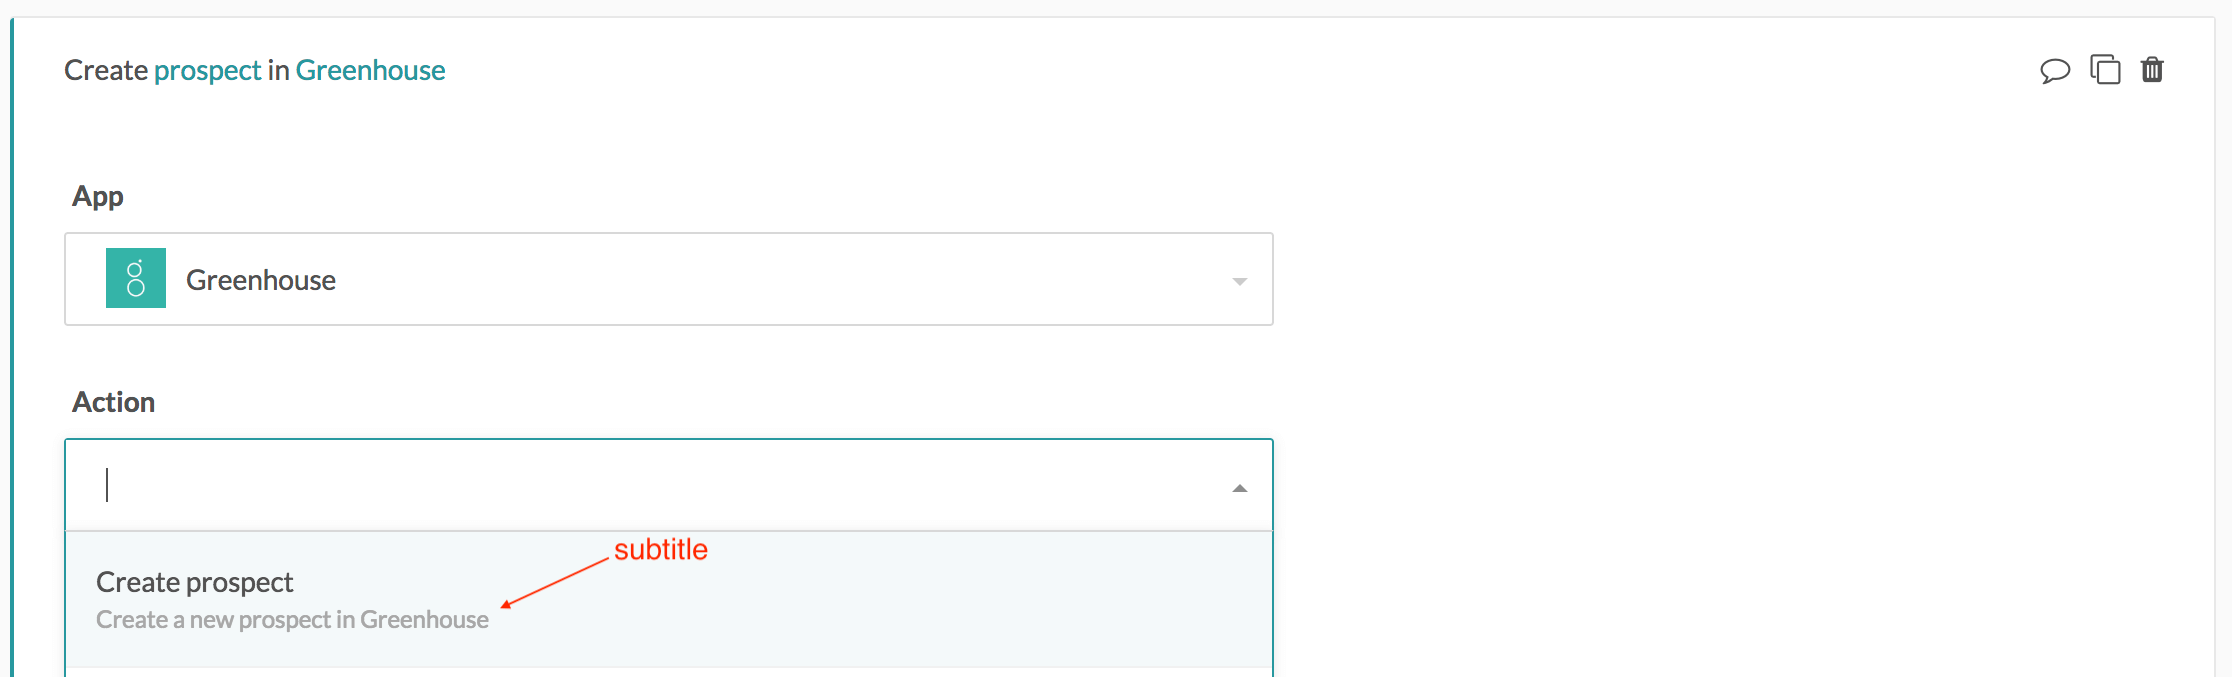 Create prospect in Greenhouse
App
Greenhouse
Action
subtitle
Create prospect
Create a new prospect in Greenhouse